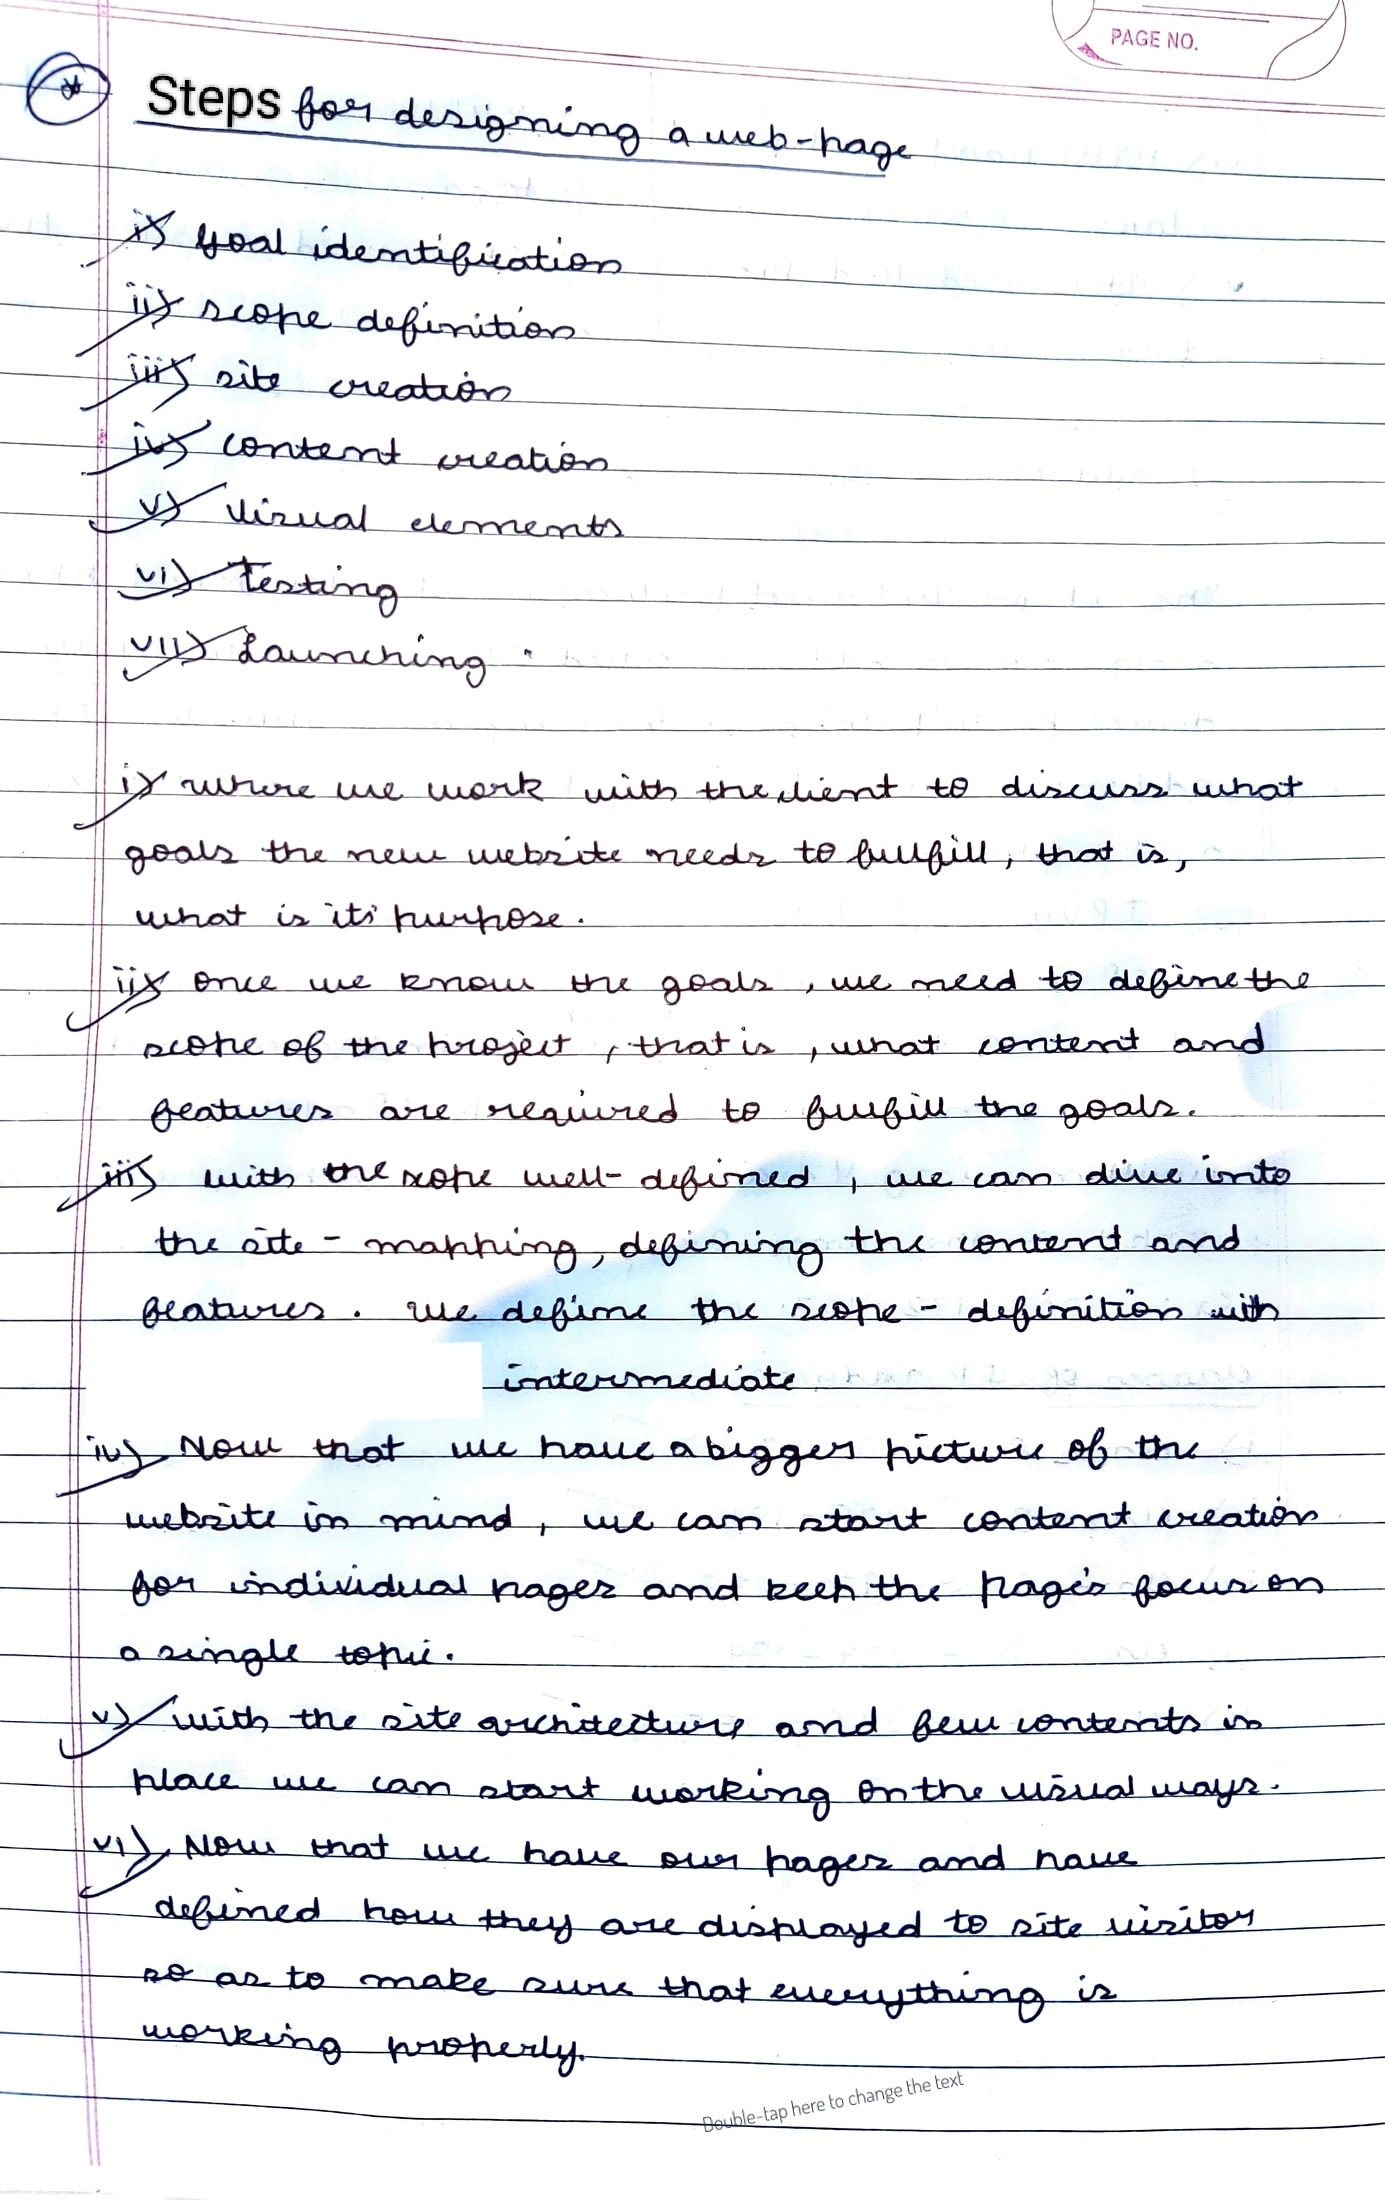 PAGE NO.
Steps for designing a web-page
i) Goal identification
ii) scope definition
iii) site creation
iv) content creation
v) Visual elements
vi) Testing
vii) Launching
i) where we work with the client to discuss what
goals the new website needs to fullfill, that is,
what is its' purpose.
ii) once we know the goals, we need to define the
scope of the project, that is, what content and
features are required to fullfill the goals.
iii) with the scope well-defined, we can dive into
the site-mapping, defining the content and
features. We define the scope-definition with
intermediate
iv) Now that we have a bigger picture of the
website in mind, we can start content creation
for individual pages and keep the page's focus on
a single topic.
v) with the site architecture and few contents in
place we can start working on the visual ways.
vi) Now that we have our pages and have
defined how they are displayed to site visitor
so as to make sure that everything is
working properly.
Double-tap here to change the text